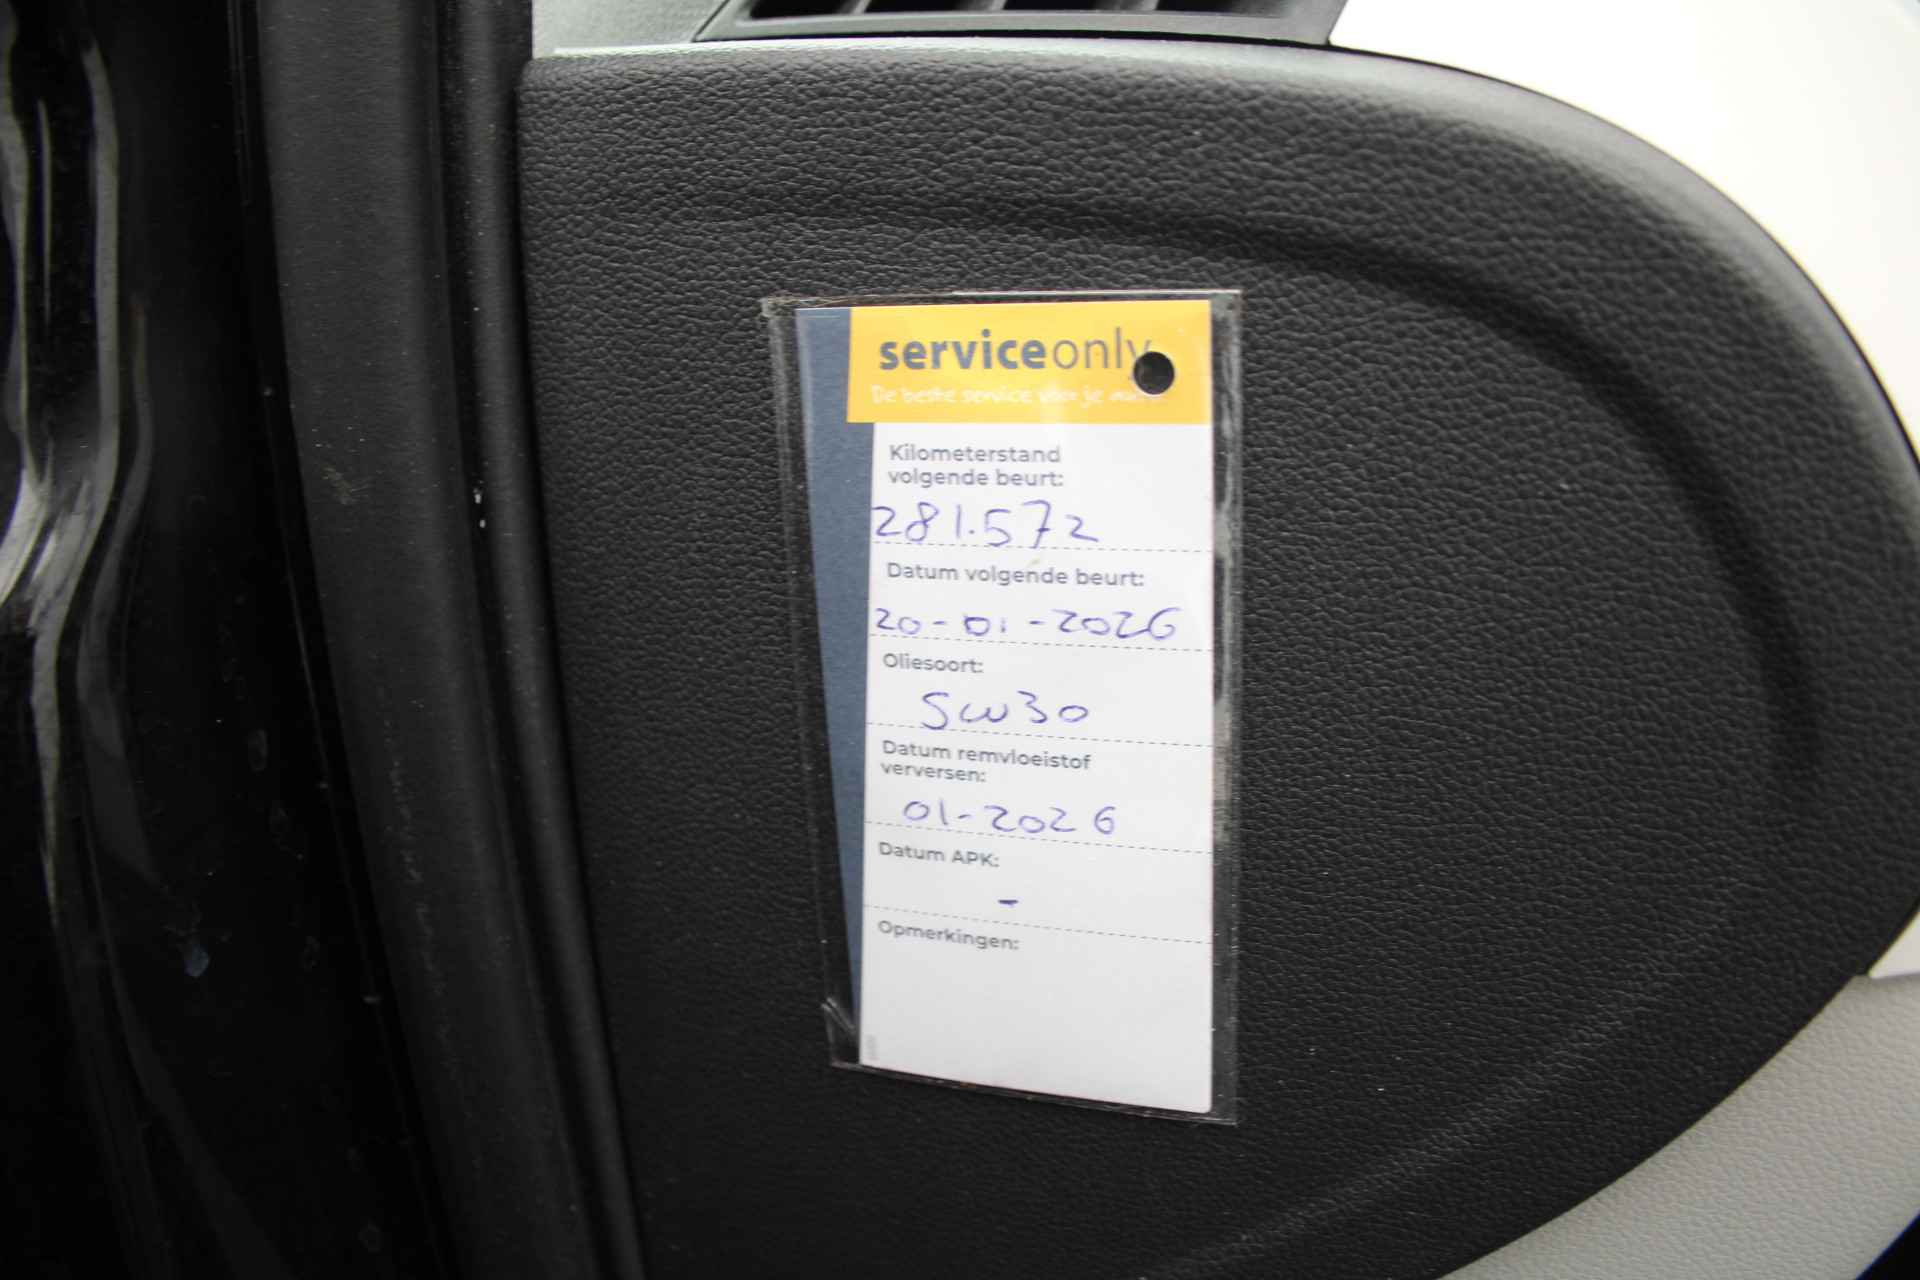 serviceonly
De beste service voor je auto
Kilometerstand
volgende beurt:
281.572
Datum volgende beurt:
20-01-2026
Oliesoort:
5W30
Datum remvloeistof
verversen:
01-2026
Datum APK:
-
Opmerkingen: